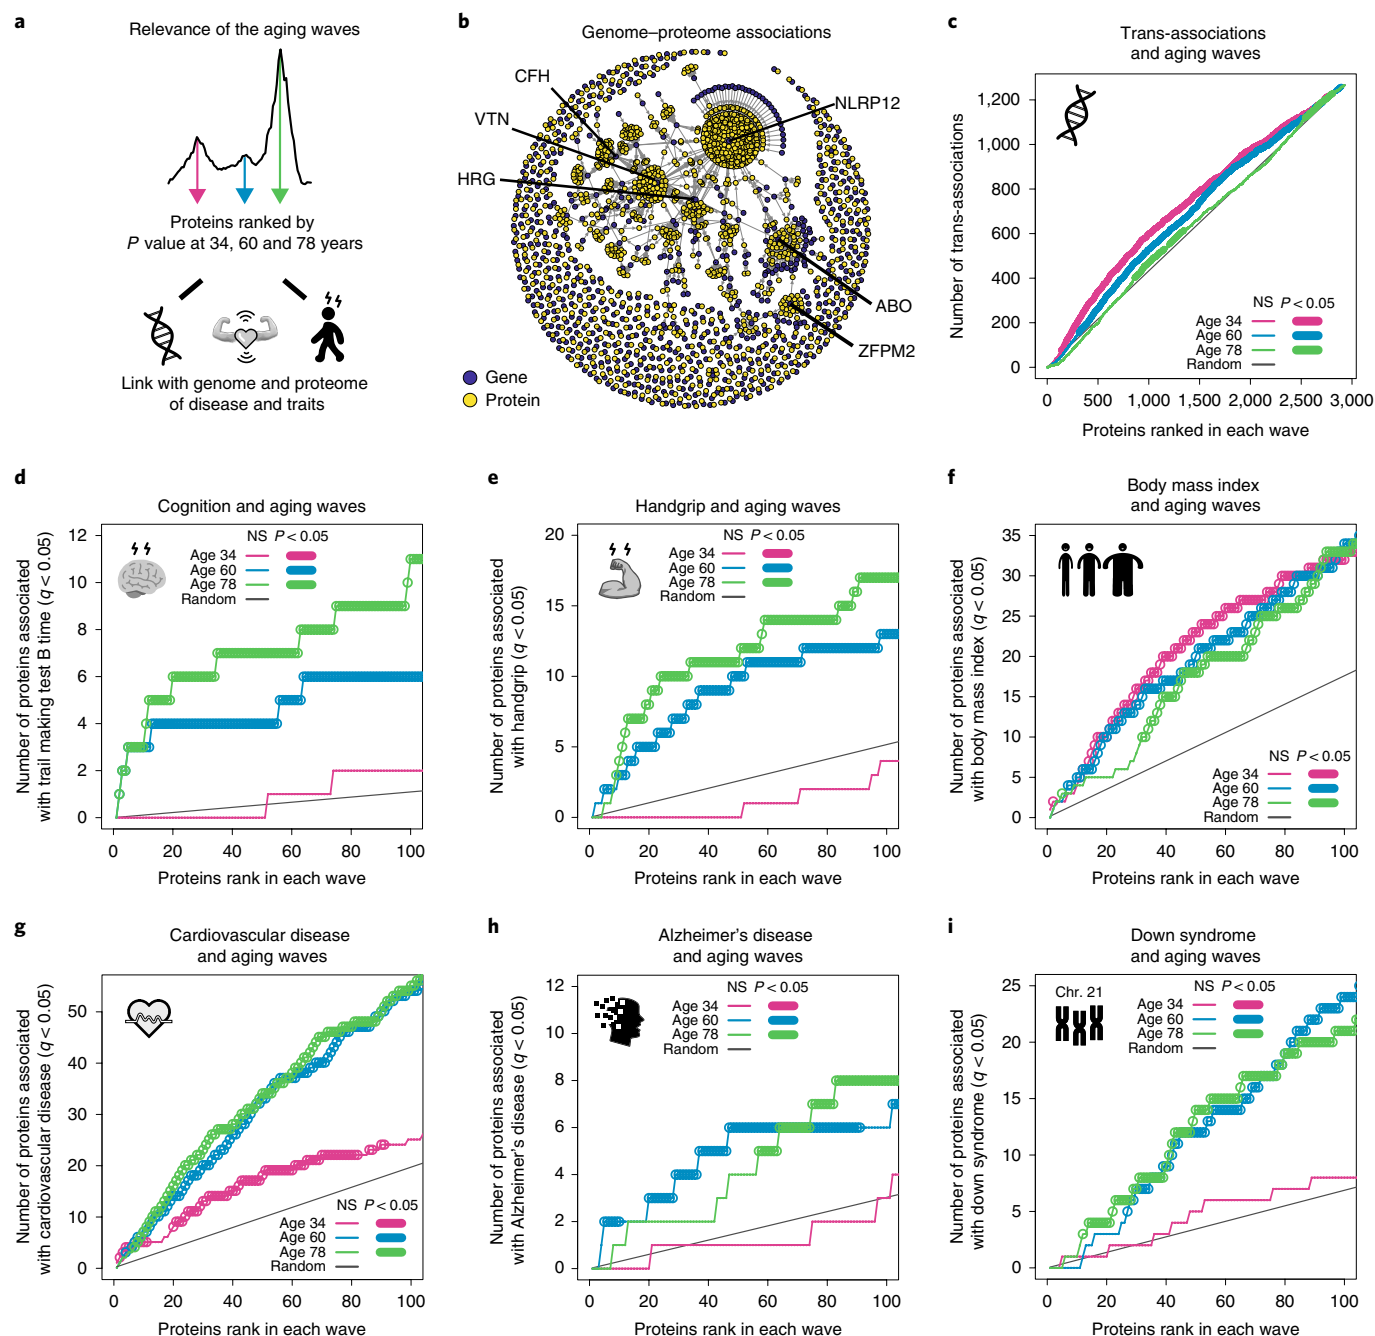 a
Relevance of the aging waves
Proteins ranked by
P value at 34, 60 and 78 years
Link with genome and proteome
of disease and traits
b
Genome–proteome associations
CFH
VTN
HRG
NLRP12
ABO
ZFPM2
Gene
Protein
c
Trans-associations
and aging waves
Number of trans-associations
1,200
1,000
800
600
400
200
0
NS P < 0.05
Age 34
Age 60
Age 78
Random
0 500 1,000 1,500 2,000 2,500 3,000
Proteins ranked in each wave
d
Cognition and aging waves
Number of proteins associated
with trail making test B time (q < 0.05)
12
10
8
6
4
2
0
NS P < 0.05
Age 34
Age 60
Age 78
Random
0 20 40 60 80 100
Proteins rank in each wave
e
Handgrip and aging waves
Number of proteins associated
with handgrip (q < 0.05)
20
15
10
5
0
NS P < 0.05
Age 34
Age 60
Age 78
Random
0 20 40 60 80 100
Proteins rank in each wave
f
Body mass index
and aging waves
Number of proteins associated
with body mass index (q < 0.05)
35
30
25
20
15
10
5
0
NS P < 0.05
Age 34
Age 60
Age 78
Random
0 20 40 60 80 100
Proteins rank in each wave
g
Cardiovascular disease
and aging waves
Number of proteins associated
with cardiovascular disease (q < 0.05)
50
40
30
20
10
0
NS P < 0.05
Age 34
Age 60
Age 78
Random
0 20 40 60 80 100
Proteins rank in each wave
h
Alzheimer's disease
and aging waves
Number of proteins associated
with Alzheimer's disease (q < 0.05)
12
10
8
6
4
2
0
NS P < 0.05
Age 34
Age 60
Age 78
Random
0 20 40 60 80 100
Proteins rank in each wave
i
Down syndrome
and aging waves
Number of proteins associated
with down syndrome (q < 0.05)
25
20
15
10
5
0
Chr. 21
NS P < 0.05
Age 34
Age 60
Age 78
Random
0 20 40 60 80 100
Proteins rank in each wave